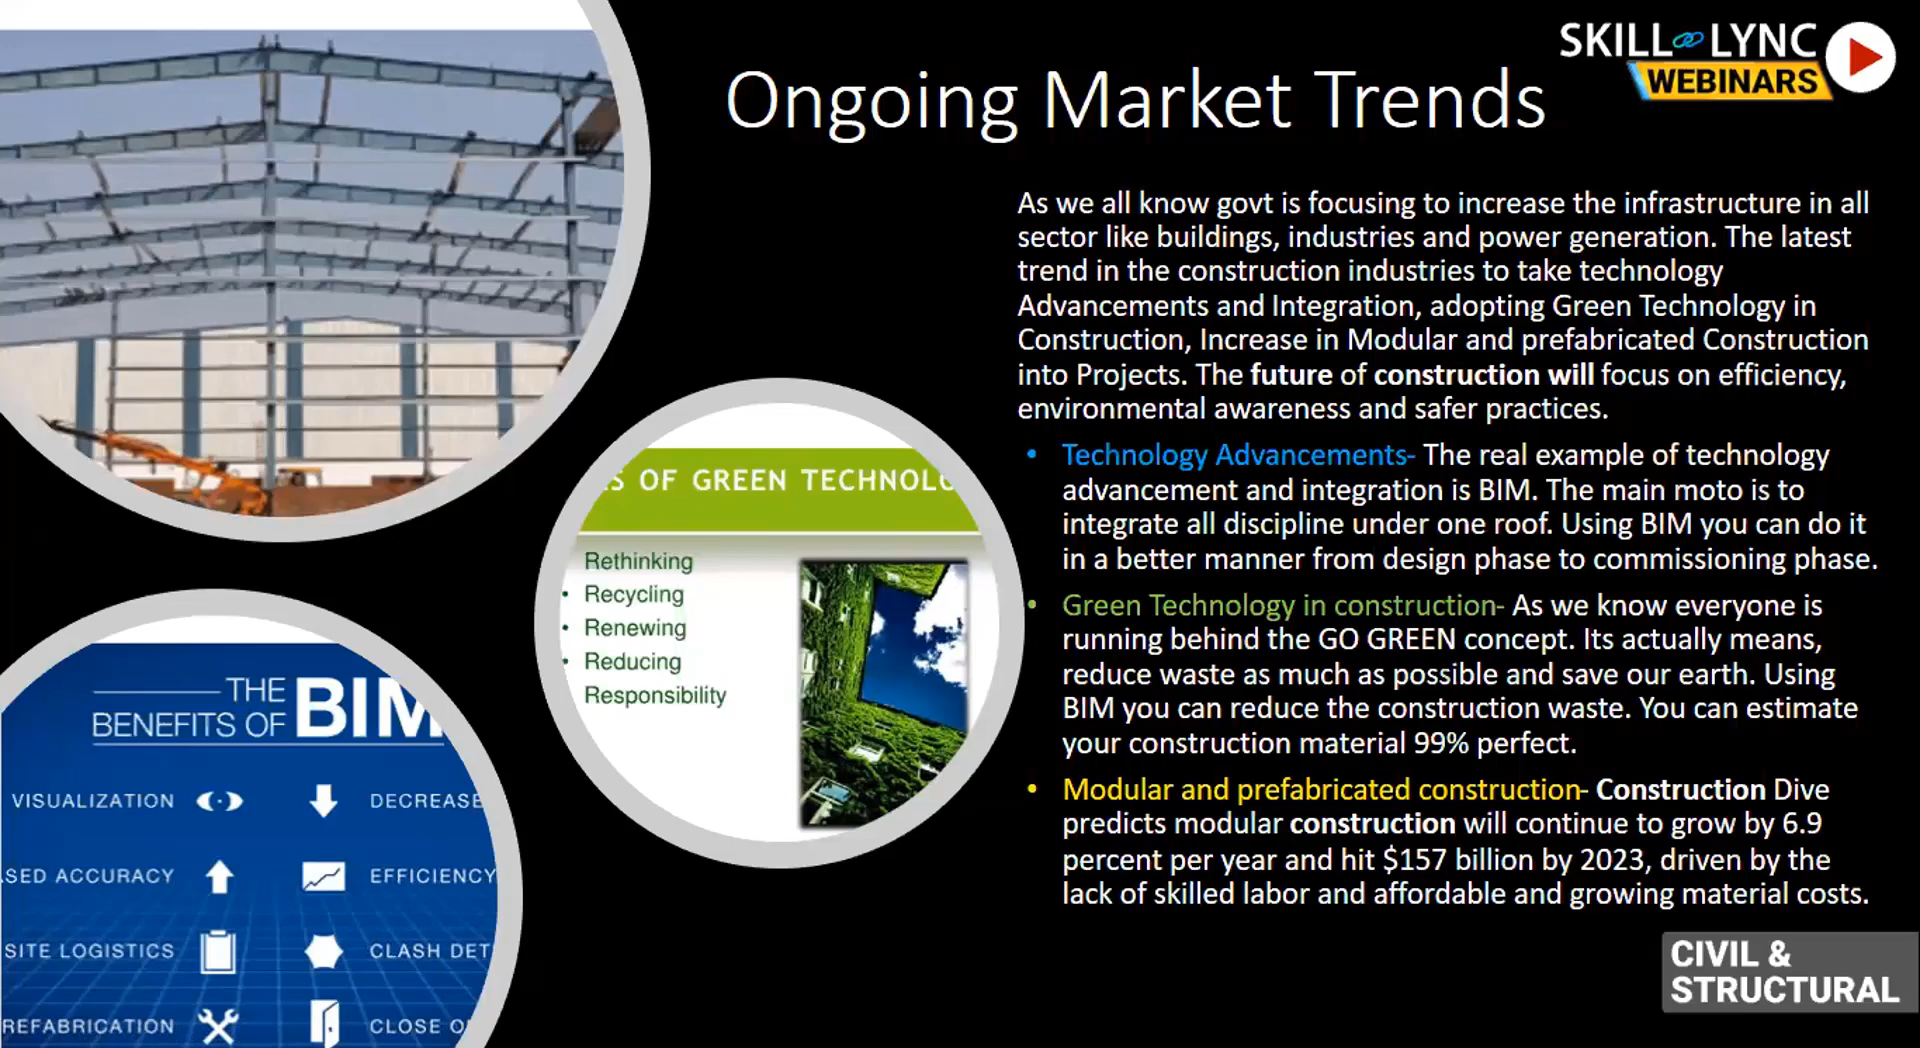 SKILL LYNC
WEBINARS
Ongoing Market Trends
As we all know govt is focusing to increase the infrastructure in all
sector like buildings, industries and power generation. The latest
trend in the construction industries to take technology
Advancements and Integration, adopting Green Technology in
Construction, Increase in Modular and prefabricated Construction
into Projects. The future of construction will focus on efficiency,
environmental awareness and safer practices.
• Technology Advancements- The real example of technology
advancement and integration is BIM. The main moto is to
integrate all discipline under one roof. Using BIM you can do it
in a better manner from design phase to commissioning phase.
• Green Technology in construction- As we know everyone is
running behind the GO GREEN concept. Its actually means,
reduce waste as much as possible and save our earth. Using
BIM you can reduce the construction waste. You can estimate
your construction material 99% perfect.
• Modular and prefabricated construction- Construction Dive
predicts modular construction will continue to grow by 6.9
percent per year and hit $157 billion by 2023, driven by the
lack of skilled labor and affordable and growing material costs.
S OF GREEN TECHNOLO
Rethinking
• Recycling
• Renewing
• Reducing
Responsibility
THE
BENEFITS OF BIM
VISUALIZATION
DECREASE
SED ACCURACY
EFFICIENCY
SITE LOGISTICS
CLASH DET
REFABRICATION
CLOSE O
CIVIL &
STRUCTURAL